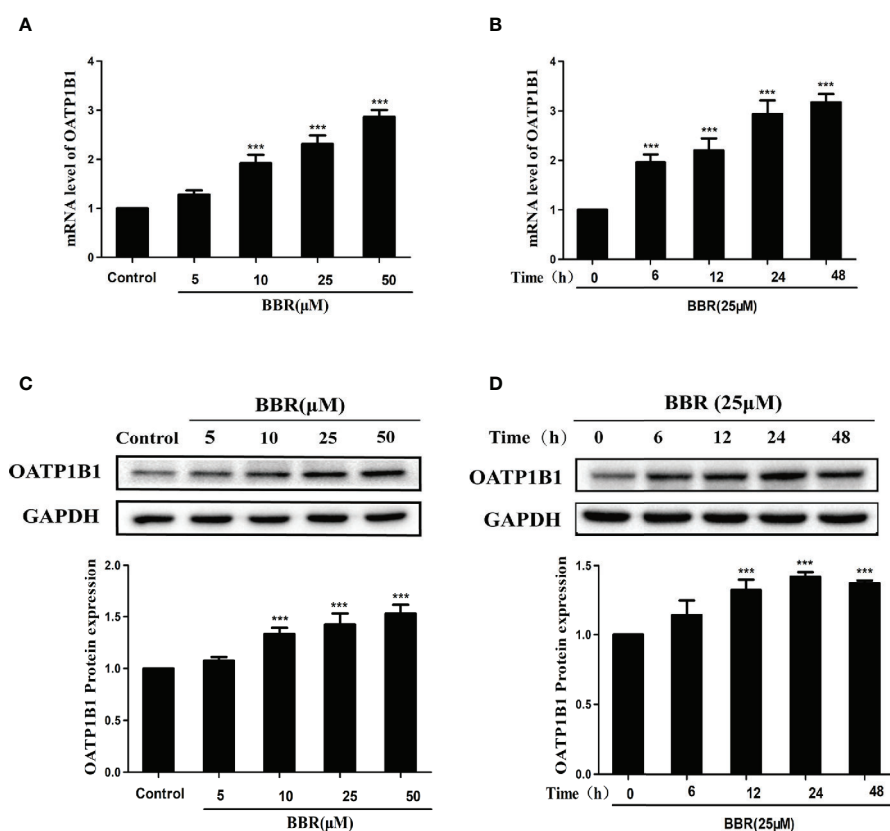 A
mRNA level of OATP1B1
4
3
2
1
0
***
***
***
Control 5 10 25 50
BBR(μM)
B
mRNA level of OATP1B1
4
3
2
1
0
***
***
***
***
Time (h) 0 6 12 24 48
BBR(25μM)
C
BBR(μM)
Control 5 10 25 50
OATP1B1
GAPDH
OATP1B1 Protein expression
2.0
1.5
1.0
0.5
0.0
***
***
***
Control 5 10 25 50
BBR(μM)
D
BBR (25μM)
Time (h) 0 6 12 24 48
OATP1B1
GAPDH
OATP1B1 Protein expression
1.5
1.0
0.5
0.0
***
***
***
Time (h) 0 6 12 24 48
BBR(25μM)